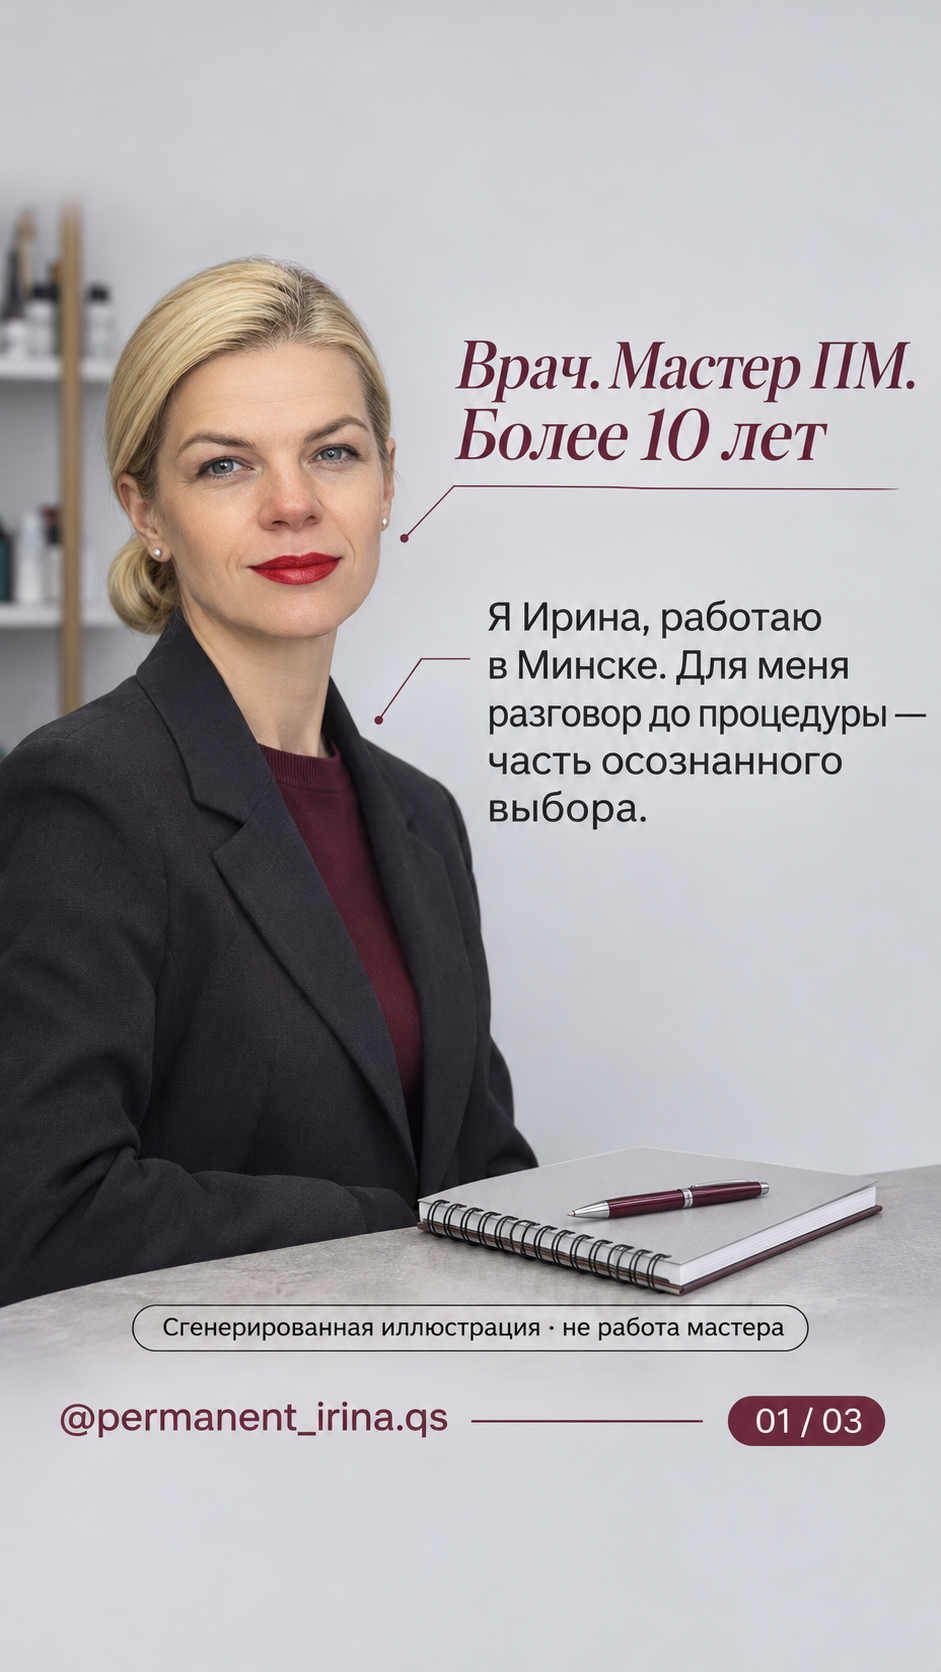 Врач. Мастер ПМ.
Более 10 лет
Я Ирина, работаю
в Минске. Для меня
разговор до процедуры —
часть осознанного
выбора.
Сгенерированная иллюстрация · не работа мастера
@permanent_irina.qs
01 / 03